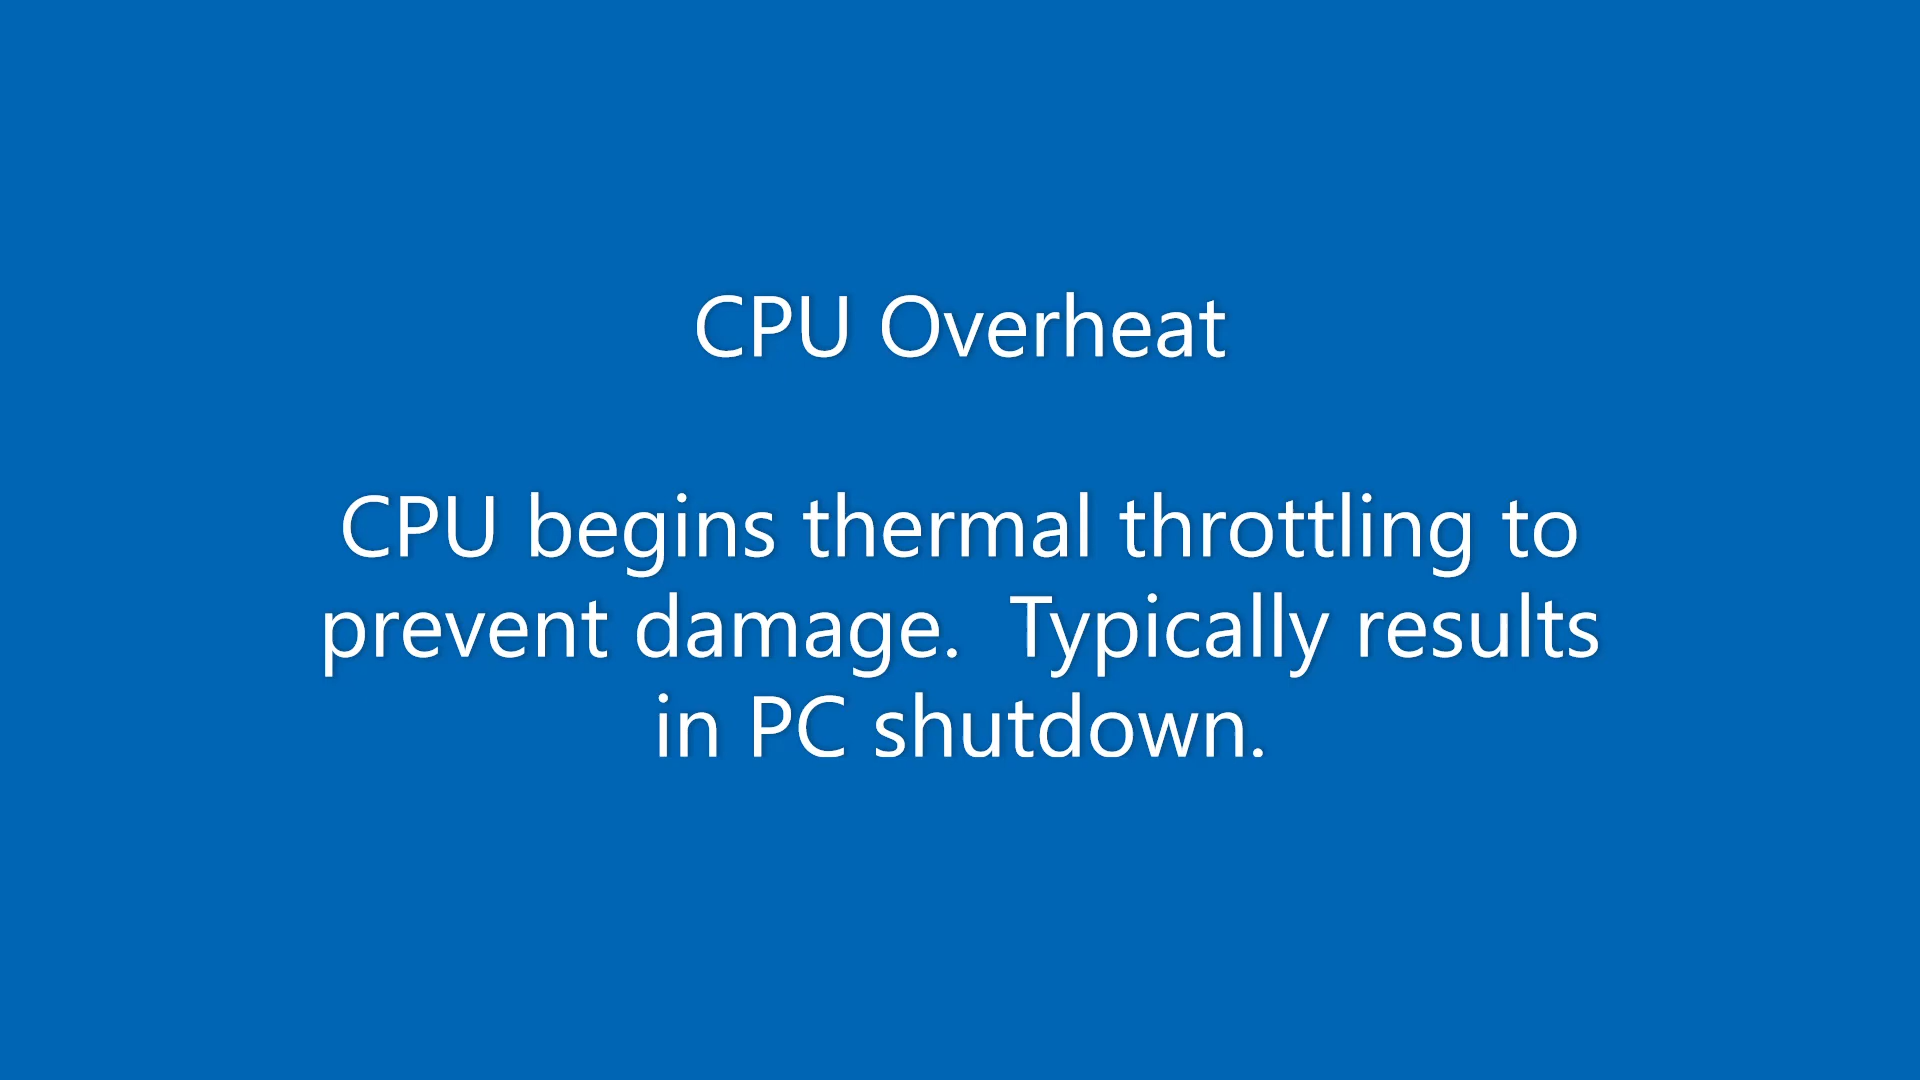 CPU Overheat
CPU begins thermal throttling to
prevent damage.  Typically results
in PC shutdown.